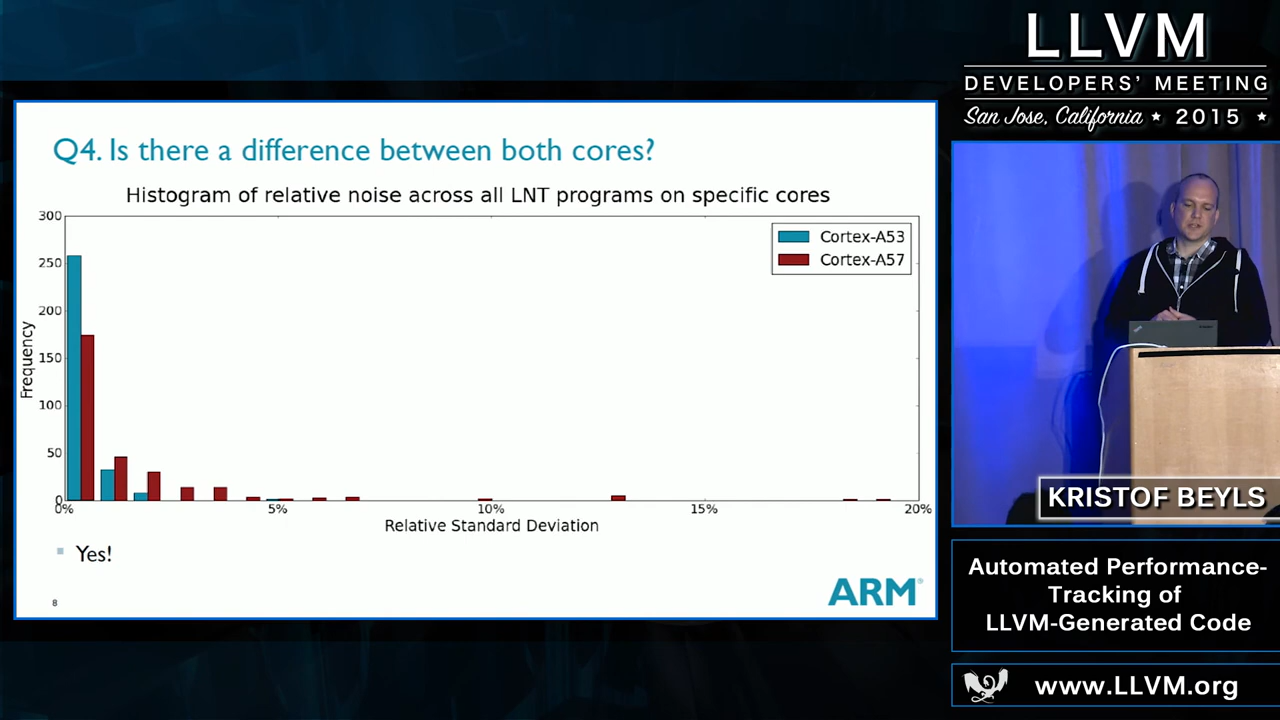 LLVM
DEVELOPERS' MEETING
San Jose, California ★ 2015 ★
Q4. Is there a difference between both cores?
Histogram of relative noise across all LNT programs on specific cores
300
250
200
150
100
50
0
Frequency
Cortex-A53
Cortex-A57
0%
5%
10%
15%
20%
Relative Standard Deviation
Yes!
8
ARM®
KRISTOF BEYLS
Automated Performance-
Tracking of
LLVM-Generated Code
www.LLVM.org